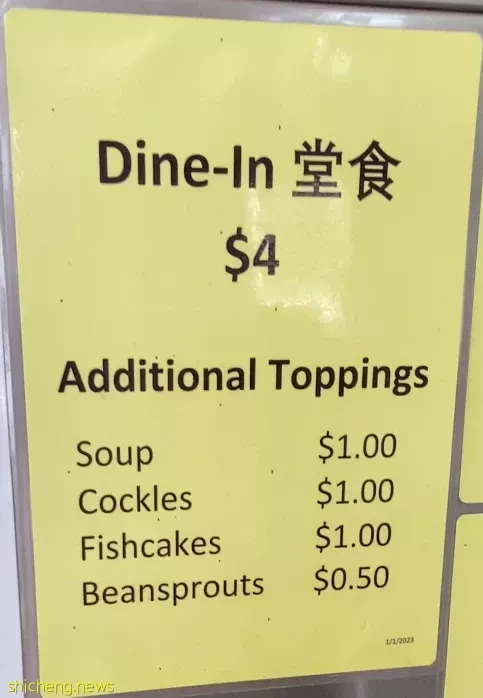 Dine-In 堂食
$4
Additional Toppings
Soup $1.00
Cockles $1.00
Fishcakes $1.00
Beansprouts $0.50
1/1/2023
shicheng.news